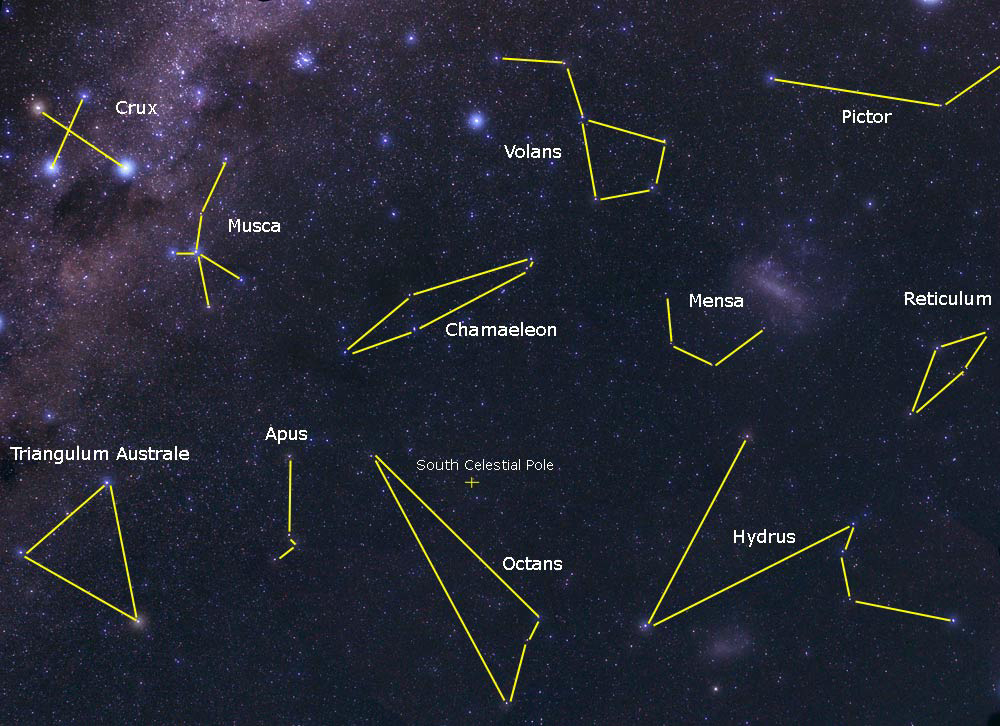 Crux
Pictor
Volans
Musca
Mensa
Reticulum
Chamaeleon
Apus
Triangulum Australe
South Celestial Pole
Hydrus
Octans